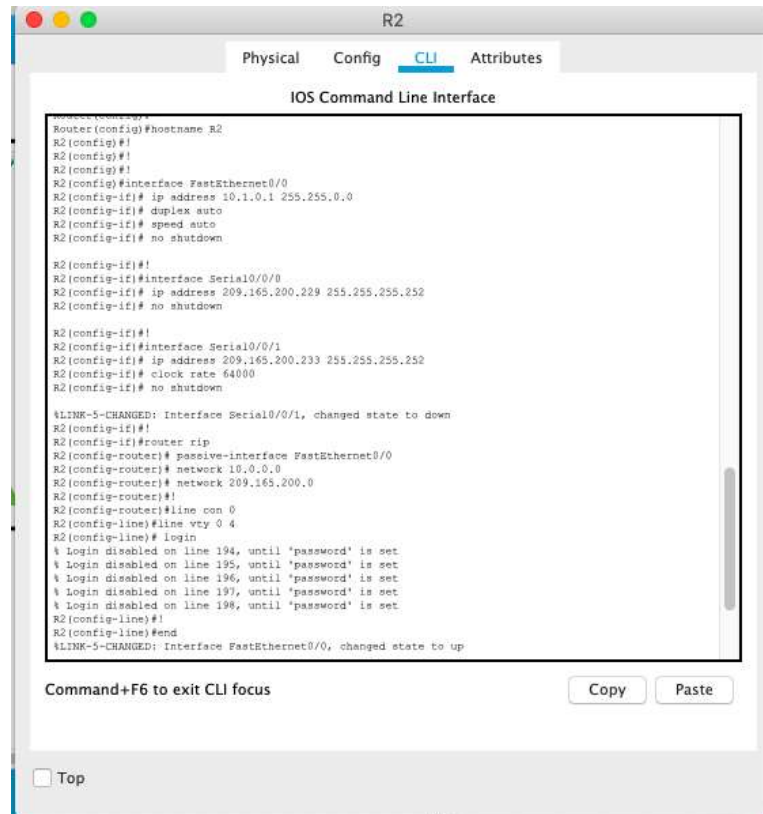 R2
Physical Config CLI Attributes
IOS Command Line Interface
Router(config)#
Router(config)#hostname R2
R2(config)#!
R2(config)#!
R2(config)#!
R2(config)#interface FastEthernet0/0
R2(config-if)# ip address 10.1.0.1 255.255.0.0
R2(config-if)# duplex auto
R2(config-if)# speed auto
R2(config-if)# no shutdown
R2(config-if)#!
R2(config-if)#interface Serial0/0/0
R2(config-if)# ip address 209.165.200.229 255.255.255.252
R2(config-if)# no shutdown
R2(config-if)#!
R2(config-if)#interface Serial0/0/1
R2(config-if)# ip address 209.165.200.233 255.255.255.252
R2(config-if)# clock rate 64000
R2(config-if)# no shutdown
%LINK-5-CHANGED: Interface Serial0/0/1, changed state to down
R2(config-if)#!
R2(config-if)#router rip
R2(config-router)# passive-interface FastEthernet0/0
R2(config-router)# network 10.0.0.0
R2(config-router)# network 209.165.200.0
R2(config-router)#!
R2(config-router)#line con 0
R2(config-line)#line vty 0 4
R2(config-line)# login
% Login disabled on line 194, until 'password' is set
% Login disabled on line 195, until 'password' is set
% Login disabled on line 196, until 'password' is set
% Login disabled on line 197, until 'password' is set
% Login disabled on line 198, until 'password' is set
R2(config-line)#!
R2(config-line)#end
%LINK-5-CHANGED: Interface FastEthernet0/0, changed state to up
Command+F6 to exit CLI focus
Copy Paste
Top